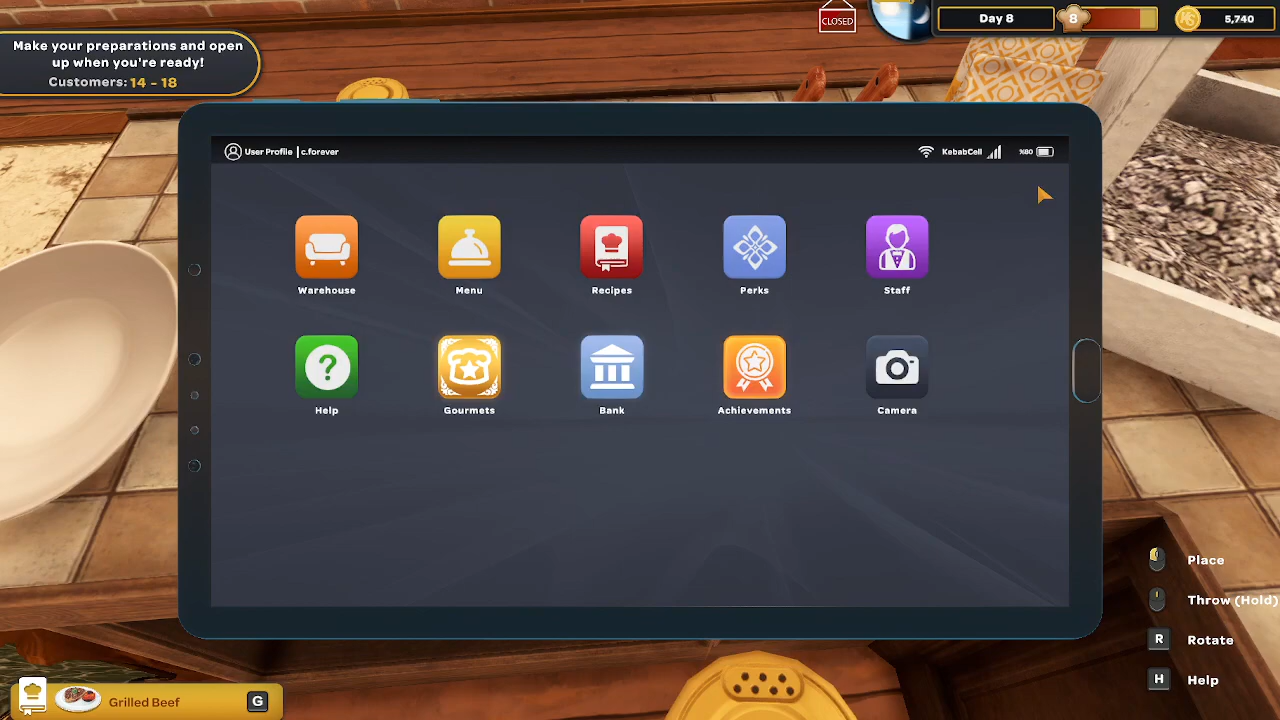 CLOSED
Day 8
8
5,740
Make your preparations and open
up when you're ready!
Customers: 14 - 18
User Profile | c.forever
KebabCell
%80
Warehouse
Menu
Recipes
Perks
Staff
?
Help
Gourmets
Bank
Achievements
Camera
Place
Throw (Hold)
R
Rotate
H
Help
Grilled Beef
G